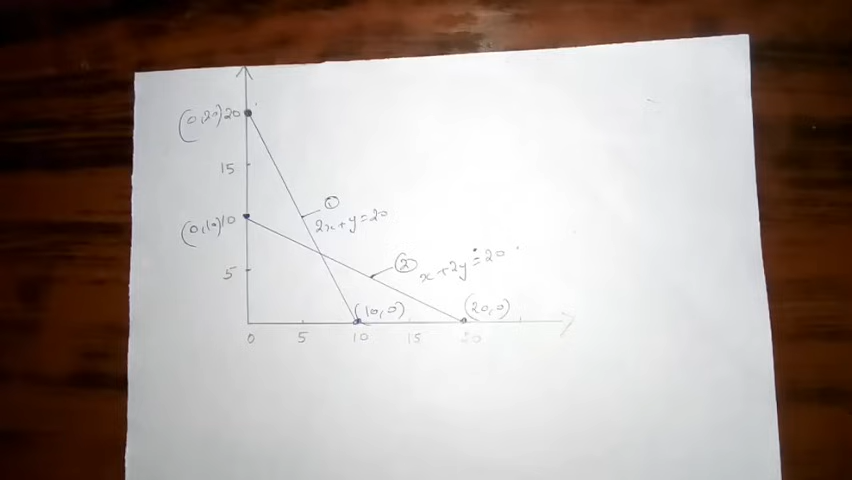 (0,20) 20
15
①
2x+y=20
(0,10) 10
② x+2y=20
5
(10,0) (20,0)
0 5 10 15 20